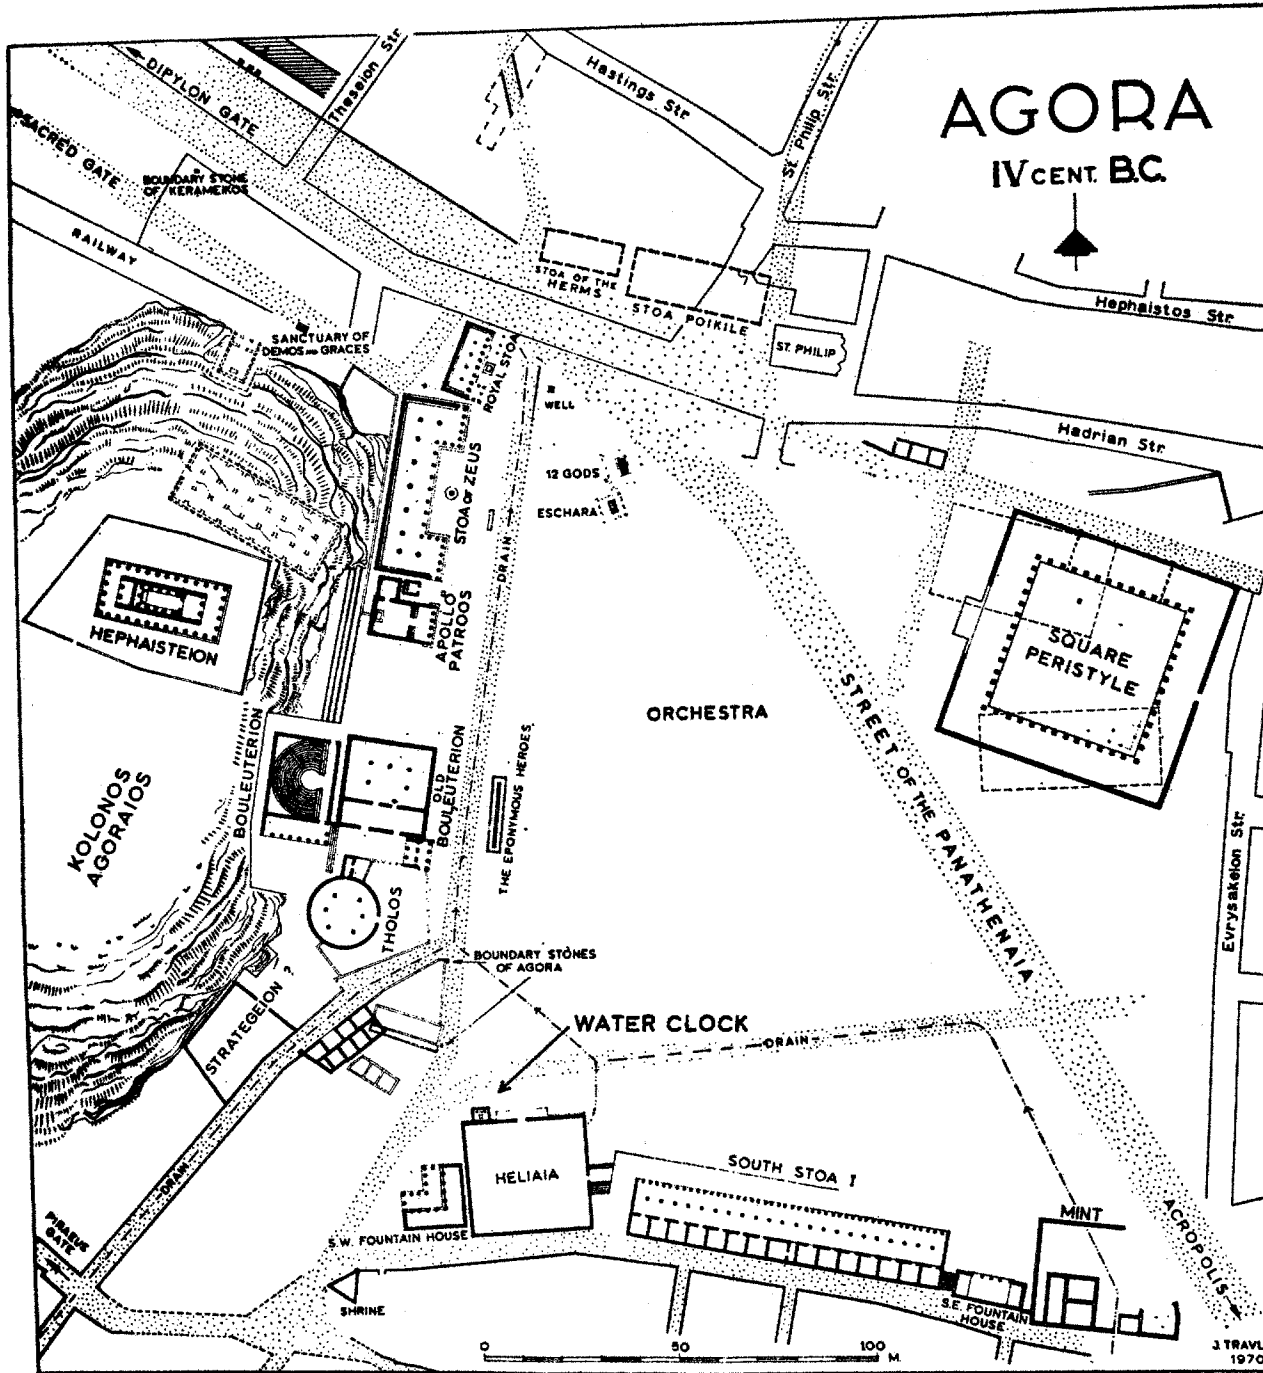 AGORA
IV CENT. B.C.
DIPYLON GATE
Theseion Str
Hastings Str
St. Philip Str.
SACRED GATE
BOUNDARY STONE
OF KERAMEIKOS
RAILWAY
STOA OF THE
HERMS
STOA POIKILE
Hephaistos Str.
SANCTUARY OF
DEMOS AND GRACES
ROYAL STOA
ST. PHILIP
WELL
Hadrian Str.
12 GODS
ESCHARA
STOA OF ZEUS
DRAIN
HEPHAISTEION
APOLLO
PATROOS
SQUARE
PERISTYLE
ORCHESTRA
STREET OF THE PANATHENAIA
KOLONOS
AGORAIOS
BOULEUTERION
OLD
BOULEUTERION
THE EPONYMOUS HEROES
Evrysakeion Str.
THOLOS
BOUNDARY STONES
OF AGORA
STRATEGEION ?
WATER CLOCK
DRAIN
DRAIN
HELIAIA
SOUTH STOA I
MINT
ACROPOLIS
PIRAEUS
GATE
S.W. FOUNTAIN HOUSE
SHRINE
S.E. FOUNTAIN
HOUSE
0 50 100
M.
J. TRAVL
1970